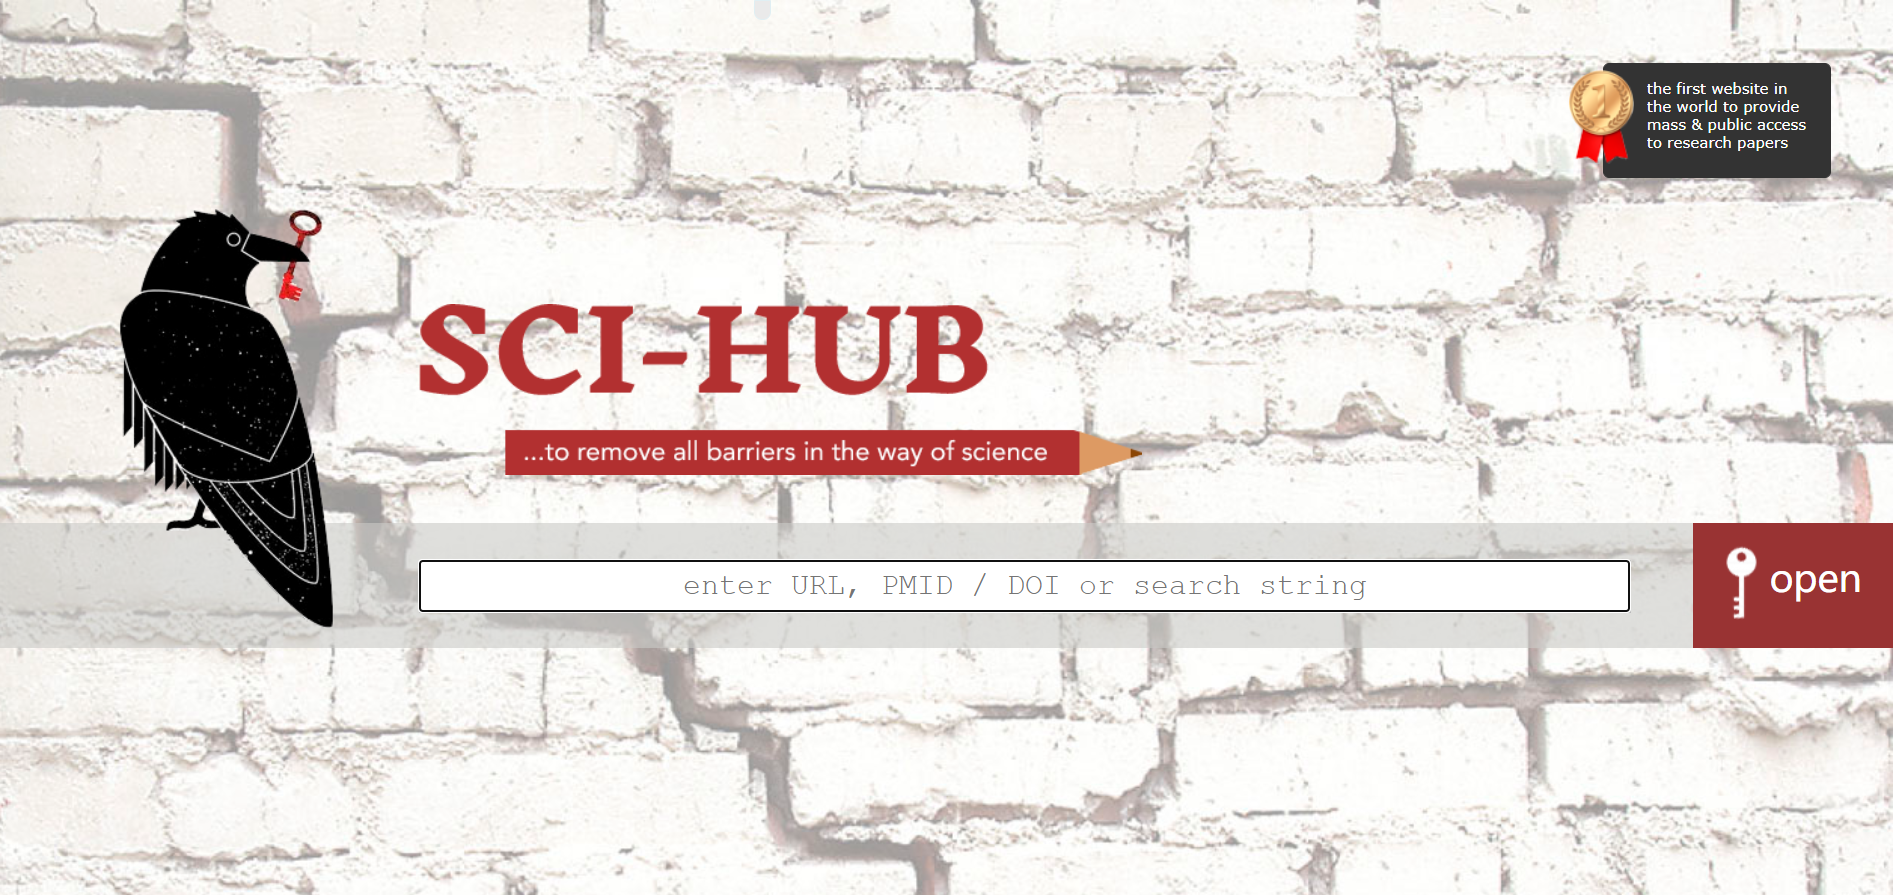 the first website in
the world to provide
mass & public access
to research papers
SCI-HUB
...to remove all barriers in the way of science
enter URL, PMID / DOI or search string
open